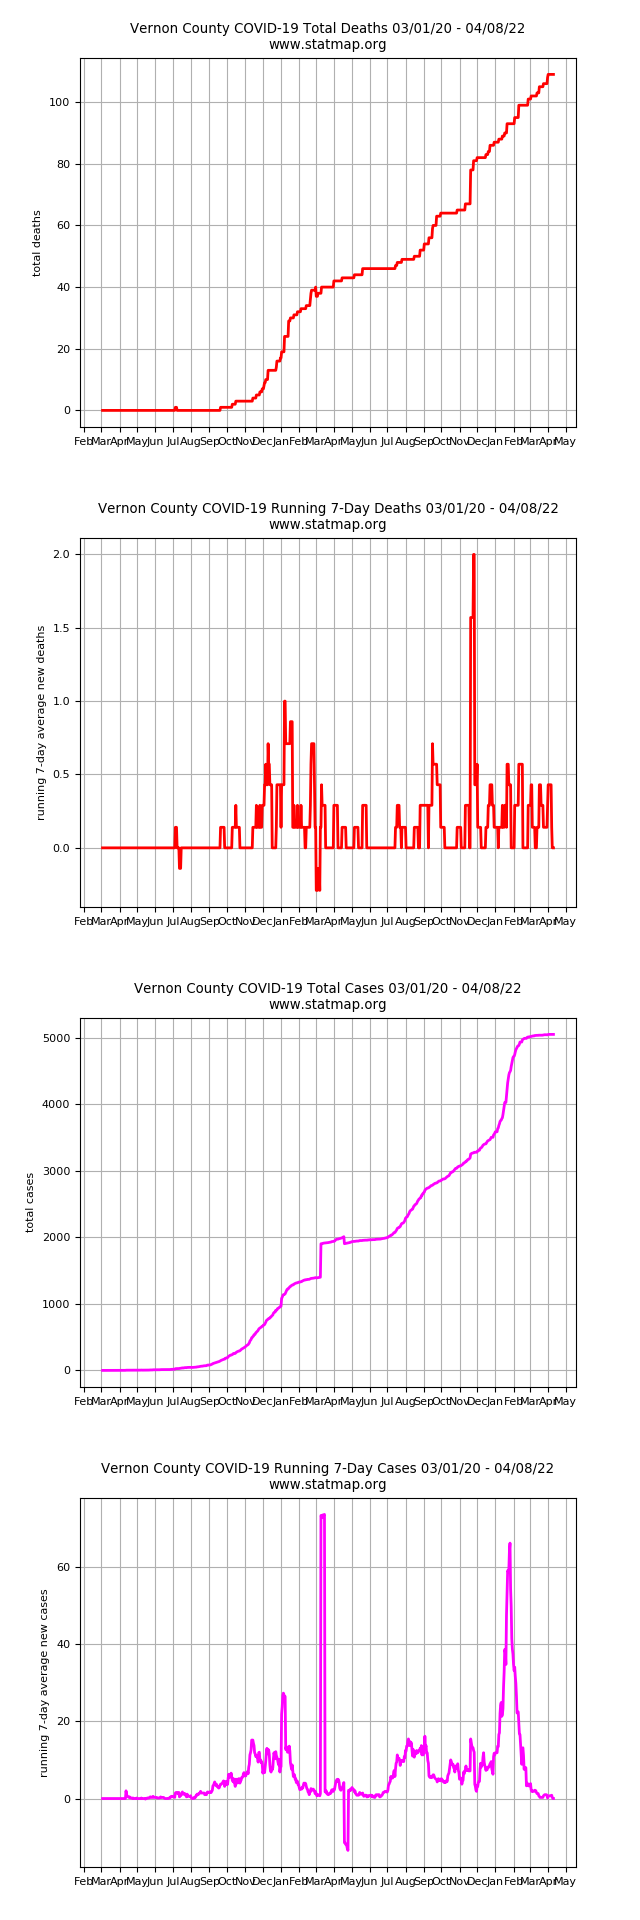 Vernon County COVID-19 Total Deaths 03/01/20 - 04/08/22
www.statmap.org
100
80
60
40
20
0
total deaths
Feb Mar Apr May Jun Jul Aug Sep Oct Nov Dec Jan Feb Mar Apr May Jun Jul Aug Sep Oct Nov Dec Jan Feb Mar Apr May
Vernon County COVID-19 Running 7-Day Deaths 03/01/20 - 04/08/22
www.statmap.org
2.0
1.5
1.0
0.5
0.0
running 7-day average new deaths
Feb Mar Apr May Jun Jul Aug Sep Oct Nov Dec Jan Feb Mar Apr May Jun Jul Aug Sep Oct Nov Dec Jan Feb Mar Apr May
Vernon County COVID-19 Total Cases 03/01/20 - 04/08/22
www.statmap.org
5000
4000
3000
2000
1000
0
total cases
Feb Mar Apr May Jun Jul Aug Sep Oct Nov Dec Jan Feb Mar Apr May Jun Jul Aug Sep Oct Nov Dec Jan Feb Mar Apr May
Vernon County COVID-19 Running 7-Day Cases 03/01/20 - 04/08/22
www.statmap.org
60
40
20
0
running 7-day average new cases
Feb Mar Apr May Jun Jul Aug Sep Oct Nov Dec Jan Feb Mar Apr May Jun Jul Aug Sep Oct Nov Dec Jan Feb Mar Apr May